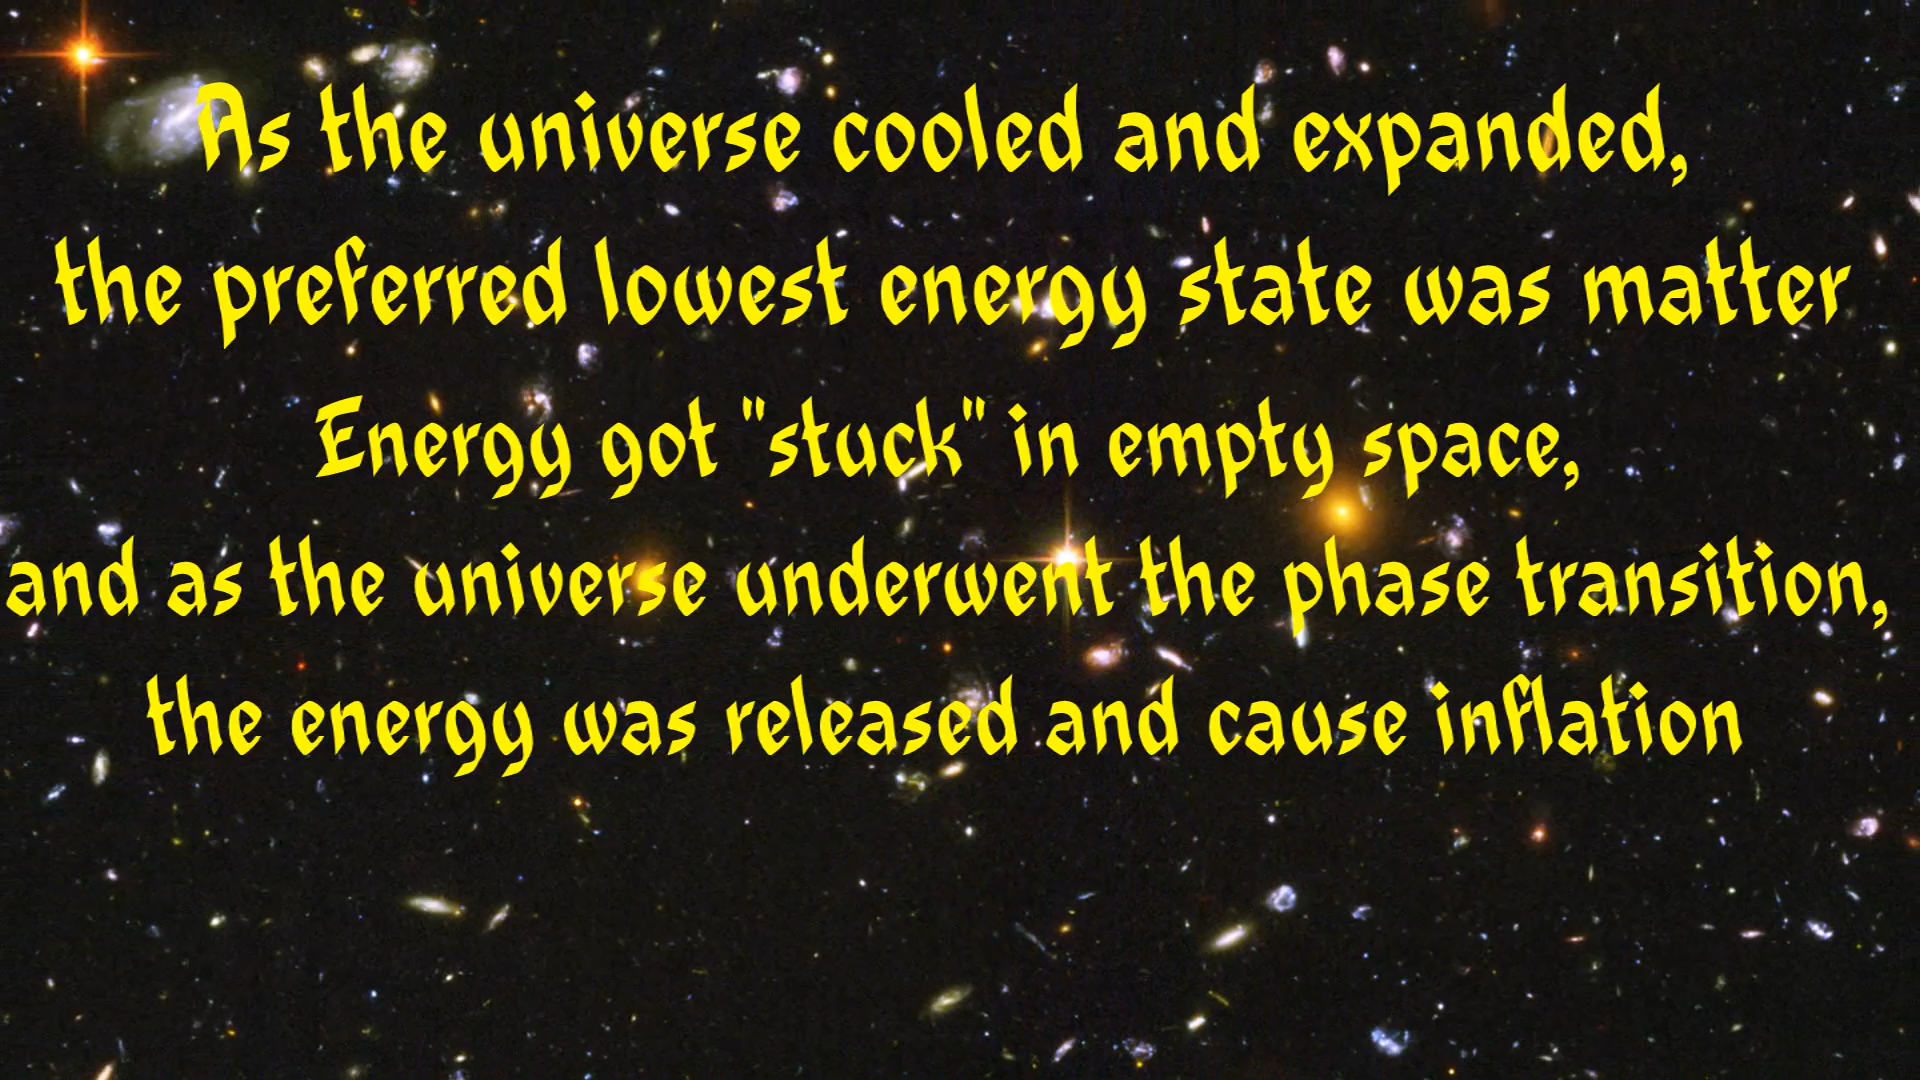 As the universe cooled and expanded,
the preferred lowest energy state was matter
Energy got "stuck" in empty space,
and as the universe underwent the phase transition,
the energy was released and cause inflation